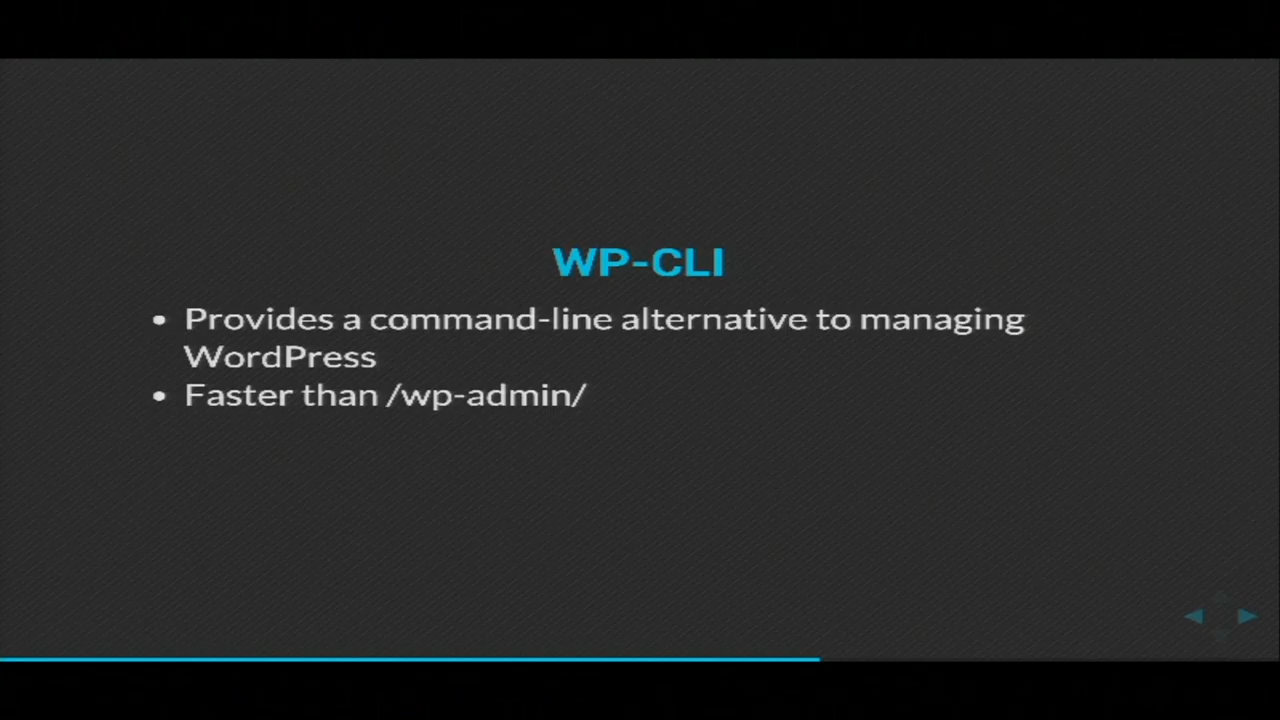 WP-CLI
• Provides a command-line alternative to managing
WordPress
• Faster than /wp-admin/